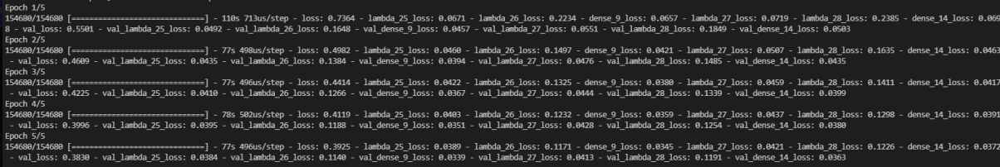 Epoch 1/5
154680/154680 [==============================] - 110s 713us/step - loss: 0.7364 - lambda_25_loss: 0.0671 - lambda_26_loss: 0.2234 - dense_9_loss: 0.0657 - lambda_27_loss: 0.0719 - lambda_28_loss: 0.2385 - dense_14_loss: 0.069
8 - val_loss: 0.5501 - val_lambda_25_loss: 0.0492 - val_lambda_26_loss: 0.1648 - val_dense_9_loss: 0.0457 - val_lambda_27_loss: 0.0551 - val_lambda_28_loss: 0.1849 - val_dense_14_loss: 0.0503
Epoch 2/5
154680/154680 [==============================] - 77s 498us/step - loss: 0.4982 - lambda_25_loss: 0.0460 - lambda_26_loss: 0.1497 - dense_9_loss: 0.0421 - lambda_27_loss: 0.0507 - lambda_28_loss: 0.1635 - dense_14_loss: 0.0463
- val_loss: 0.4609 - val_lambda_25_loss: 0.0435 - val_lambda_26_loss: 0.1384 - val_dense_9_loss: 0.0394 - val_lambda_27_loss: 0.0476 - val_lambda_28_loss: 0.1485 - val_dense_14_loss: 0.0435
Epoch 3/5
154680/154680 [==============================] - 77s 496us/step - loss: 0.4414 - lambda_25_loss: 0.0422 - lambda_26_loss: 0.1325 - dense_9_loss: 0.0380 - lambda_27_loss: 0.0459 - lambda_28_loss: 0.1411 - dense_14_loss: 0.0417
- val_loss: 0.4225 - val_lambda_25_loss: 0.0410 - val_lambda_26_loss: 0.1266 - val_dense_9_loss: 0.0367 - val_lambda_27_loss: 0.0444 - val_lambda_28_loss: 0.1339 - val_dense_14_loss: 0.0399
Epoch 4/5
154680/154680 [==============================] - 78s 502us/step - loss: 0.4119 - lambda_25_loss: 0.0403 - lambda_26_loss: 0.1232 - dense_9_loss: 0.0359 - lambda_27_loss: 0.0437 - lambda_28_loss: 0.1298 - dense_14_loss: 0.0391
- val_loss: 0.3996 - val_lambda_25_loss: 0.0395 - val_lambda_26_loss: 0.1188 - val_dense_9_loss: 0.0351 - val_lambda_27_loss: 0.0428 - val_lambda_28_loss: 0.1254 - val_dense_14_loss: 0.0380
Epoch 5/5
154680/154680 [==============================] - 77s 496us/step - loss: 0.3925 - lambda_25_loss: 0.0389 - lambda_26_loss: 0.1171 - dense_9_loss: 0.0345 - lambda_27_loss: 0.0421 - lambda_28_loss: 0.1226 - dense_14_loss: 0.0372
- val_loss: 0.3830 - val_lambda_25_loss: 0.0384 - val_lambda_26_loss: 0.1140 - val_dense_9_loss: 0.0339 - val_lambda_27_loss: 0.0413 - val_lambda_28_loss: 0.1191 - val_dense_14_loss: 0.0363